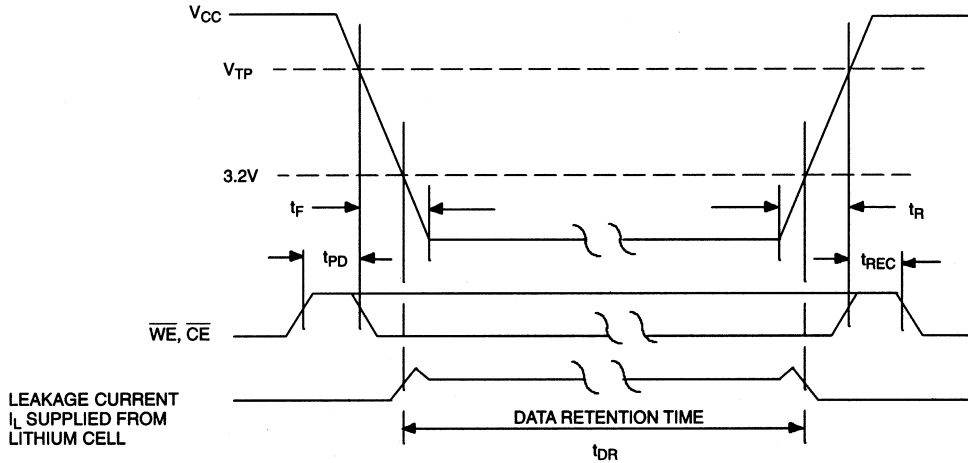 VCC
VTP
3.2V
tF
tR
tPD
tREC
WE, CE
LEAKAGE CURRENT
IL SUPPLIED FROM
LITHIUM CELL
DATA RETENTION TIME
tDR